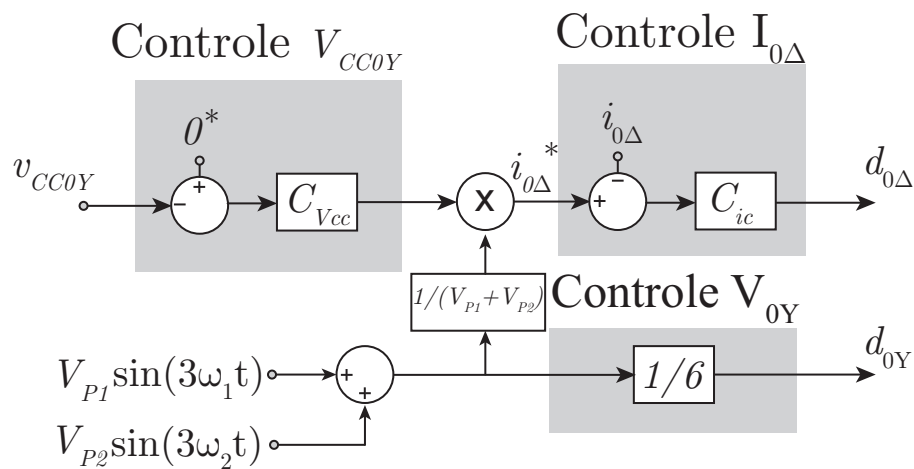 Controle V_CC0Y
Controle I_0Δ
0*
i_0Δ
v_CC0Y
+
−
C_Vcc
X
i_0Δ*
−
+
C_ic
d_0Δ
1/(V_P1+V_P2)
Controle V_0Y
V_P1 sin(3ω_1t)
+
+
1/6
d_0Y
V_P2 sin(3ω_2t)